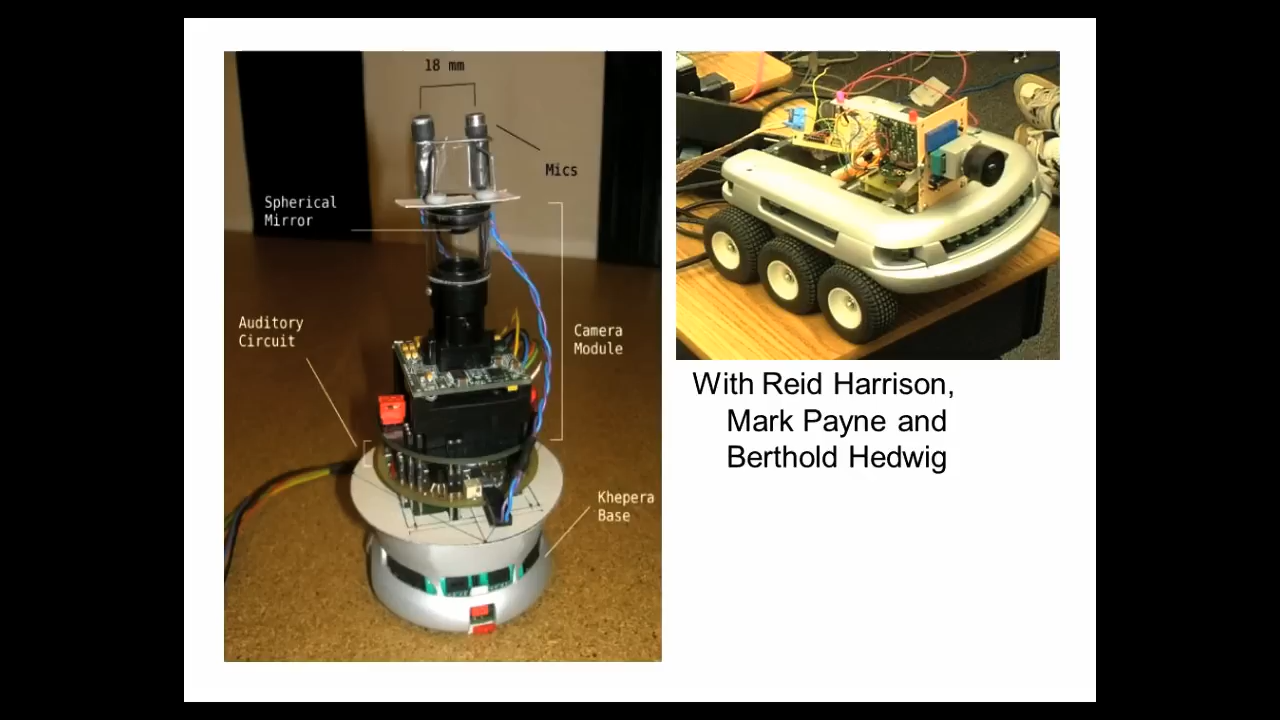 18 mm
Mics
Spherical
Mirror
Auditory
Circuit
Camera
Module
Khepera
Base
With Reid Harrison,
Mark Payne and
Berthold Hedwig